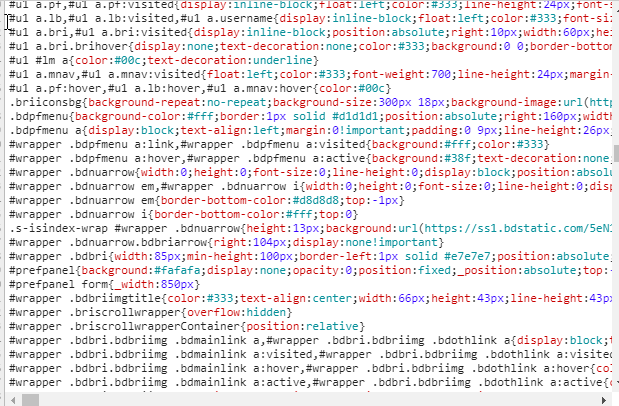 #u1 a.pf,#u1 a.pf:visited{display:inline-block;float:left;color:#333;line-height:24px;font-s
#u1 a.lb,#u1 a.lb:visited,#u1 a.username{display:inline-block;float:left;color:#333;font-siz
#u1 a.bri,#u1 a.bri:visited{display:inline-block;position:absolute;right:10px;width:60px;hei
#u1 a.bri.brihover{display:none;text-decoration:none;color:#333;background:0 0;border-bottom
#u1 #lm a{color:#00c;text-decoration:underline}
#u1 a.mnav,#u1 a.mnav:visited{float:left;color:#333;font-weight:700;line-height:24px;margin-
#u1 a.pf:hover,#u1 a.lb:hover,#u1 a.mnav:hover{color:#00c}
.briiconsbg{background-repeat:no-repeat;background-size:300px 18px;background-image:url(http
.bdpfmenu{background-color:#fff;border:1px solid #d1d1d1;position:absolute;right:160px;width
.bdpfmenu a{display:block;text-align:left;margin:0!important;padding:0 9px;line-height:26px;
#wrapper .bdpfmenu a:link,#wrapper .bdpfmenu a:visited{background:#fff;color:#333}
#wrapper .bdpfmenu a:hover,#wrapper .bdpfmenu a:active{background:#38f;text-decoration:none;
#wrapper .bdnuarrow{width:0;height:0;font-size:0;line-height:0;display:block;position:absolu
#wrapper .bdnuarrow em,#wrapper .bdnuarrow i{width:0;height:0;font-size:0;line-height:0;disp
#wrapper .bdnuarrow em{border-bottom-color:#d8d8d8;top:-1px}
#wrapper .bdnuarrow i{border-bottom-color:#fff;top:0}
.s-isindex-wrap #wrapper .bdnuarrow{height:13px;background:url(https://ss1.bdstatic.com/5eN1
#wrapper .bdnuarrow.bdbriarrow{right:104px;display:none!important}
#wrapper .bdbri{width:85px;min-height:100px;border-left:1px solid #e7e7e7;position:absolute;
#prefpanel{background:#fafafa;display:none;opacity:0;position:fixed;_position:absolute;top:-
#prefpanel form{_width:850px}
#wrapper .bdbriimgtitle{color:#333;text-align:center;width:66px;height:43px;line-height:43px
#wrapper .briscrollwrapper{overflow:hidden}
#wrapper .briscrollwrapperContainer{position:relative}
#wrapper .bdbri.bdbriimg .bdmainlink a,#wrapper .bdbri.bdbriimg .bdothlink a{display:block;t
#wrapper .bdbri.bdbriimg .bdmainlink a:visited,#wrapper .bdbri.bdbriimg .bdothlink a:visited
#wrapper .bdbri.bdbriimg .bdmainlink a:hover,#wrapper .bdbri.bdbriimg .bdothlink a:hover{col
#wrapper .bdbri.bdbriimg .bdmainlink a:active,#wrapper .bdbri.bdbriimg .bdothlink a:active{c